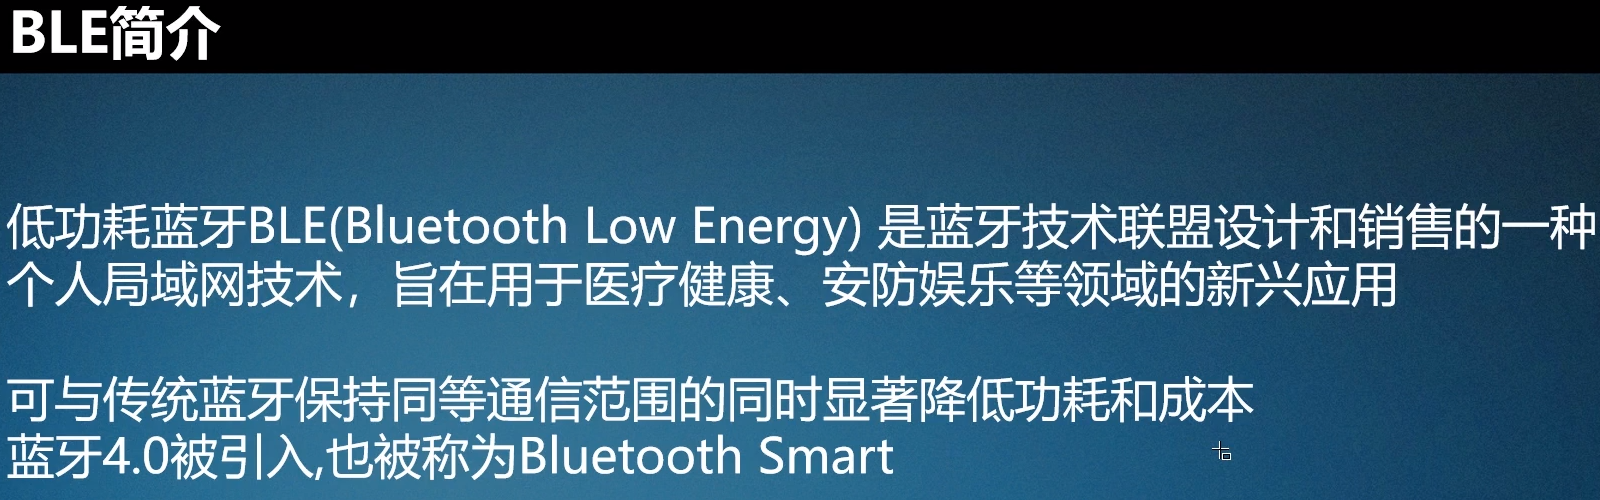 BLE简介
低功耗蓝牙BLE(Bluetooth Low Energy) 是蓝牙技术联盟设计和销售的一种
个人局域网技术，旨在用于医疗健康、安防娱乐等领域的新兴应用
可与传统蓝牙保持同等通信范围的同时显著降低功耗和成本
蓝牙4.0被引入,也被称为Bluetooth Smart